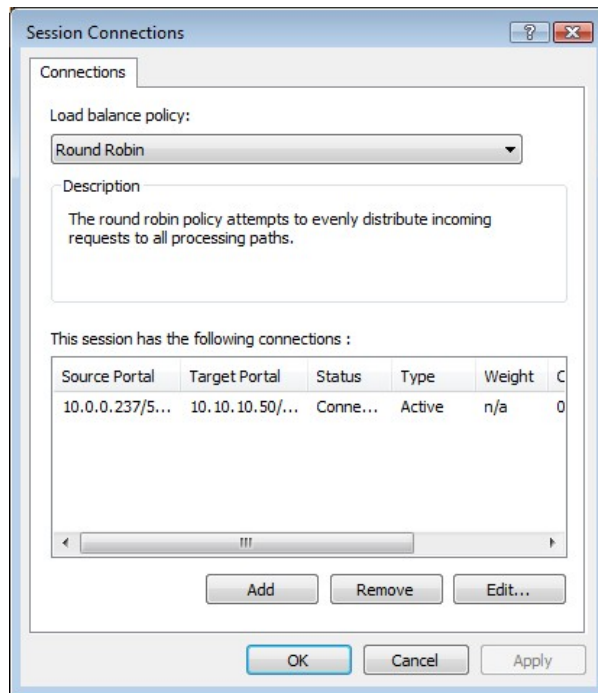 Session Connections
Connections
Load balance policy:
Round Robin
Description
The round robin policy attempts to evenly distribute incoming
requests to all processing paths.
This session has the following connections :
Source Portal Target Portal Status Type Weight C
10.0.0.237/5... 10.10.10.50/... Conne... Active n/a 0
Add Remove Edit...
OK Cancel Apply